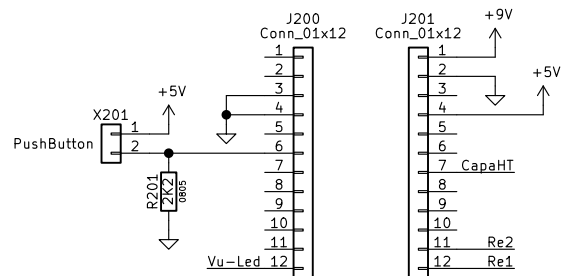 J200
Conn_01x12
J201
Conn_01x12
+9V
+5V
+5V
X201
PushButton
1
2
R201
2K2
0805
1
2
3
4
5
6
7
8
9
10
11
Vu-Led 12
1
2
3
4
5
6
7 CapaHT
8
9
10
11 Re2
12 Re1